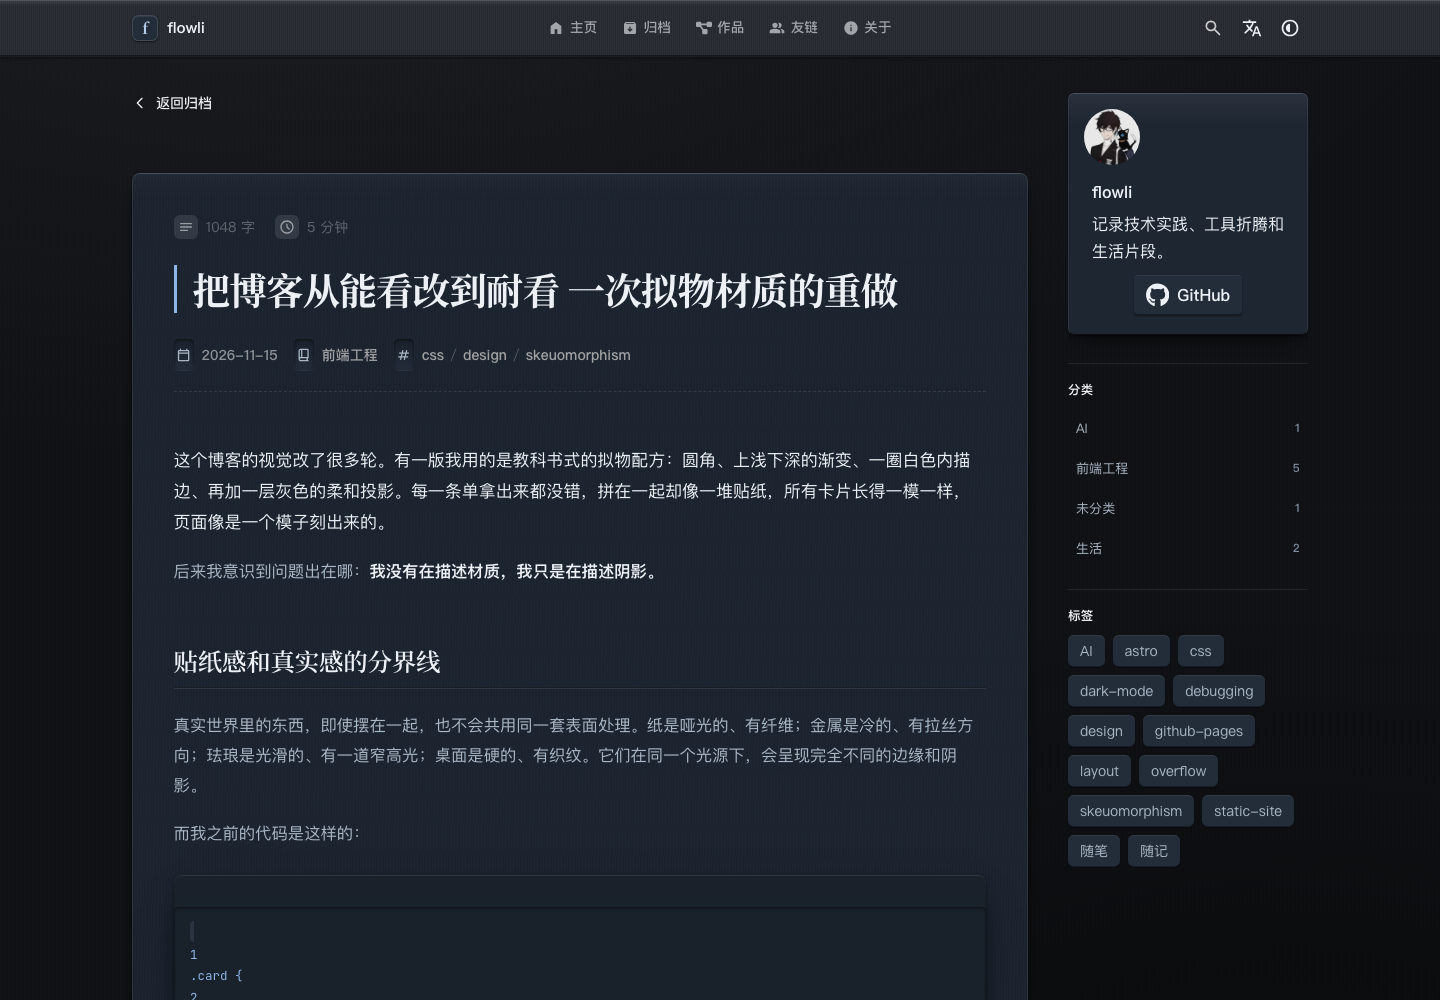 f flowli
主页 归档 作品 友链 关于
返回归档
1048 字 5 分钟
把博客从能看改到耐看 一次拟物材质的重做
2026-11-15 前端工程 css / design / skeuomorphism
这个博客的视觉改了很多轮。有一版我用的是教科书式的拟物配方：圆角、上浅下深的渐变、一圈白色内描
边、再加一层灰色的柔和投影。每一条单拿出来都没错，拼在一起却像一堆贴纸，所有卡片长得一模一样，
页面像是一个模子刻出来的。
后来我意识到问题出在哪：我没有在描述材质，我只是在描述阴影。
贴纸感和真实感的分界线
真实世界里的东西，即使摆在一起，也不会共用同一套表面处理。纸是哑光的、有纤维；金属是冷的、有拉丝方
向；珐琅是光滑的、有一道窄高光；桌面是硬的、有织纹。它们在同一个光源下，会呈现完全不同的边缘和阴
影。
而我之前的代码是这样的：
1
.card {
2
flowli
记录技术实践、工具折腾和
生活片段。
GitHub
分类
AI 1
前端工程 5
未分类 1
生活 2
标签
AI astro css
dark-mode debugging
design github-pages
layout overflow
skeuomorphism static-site
随笔 随记